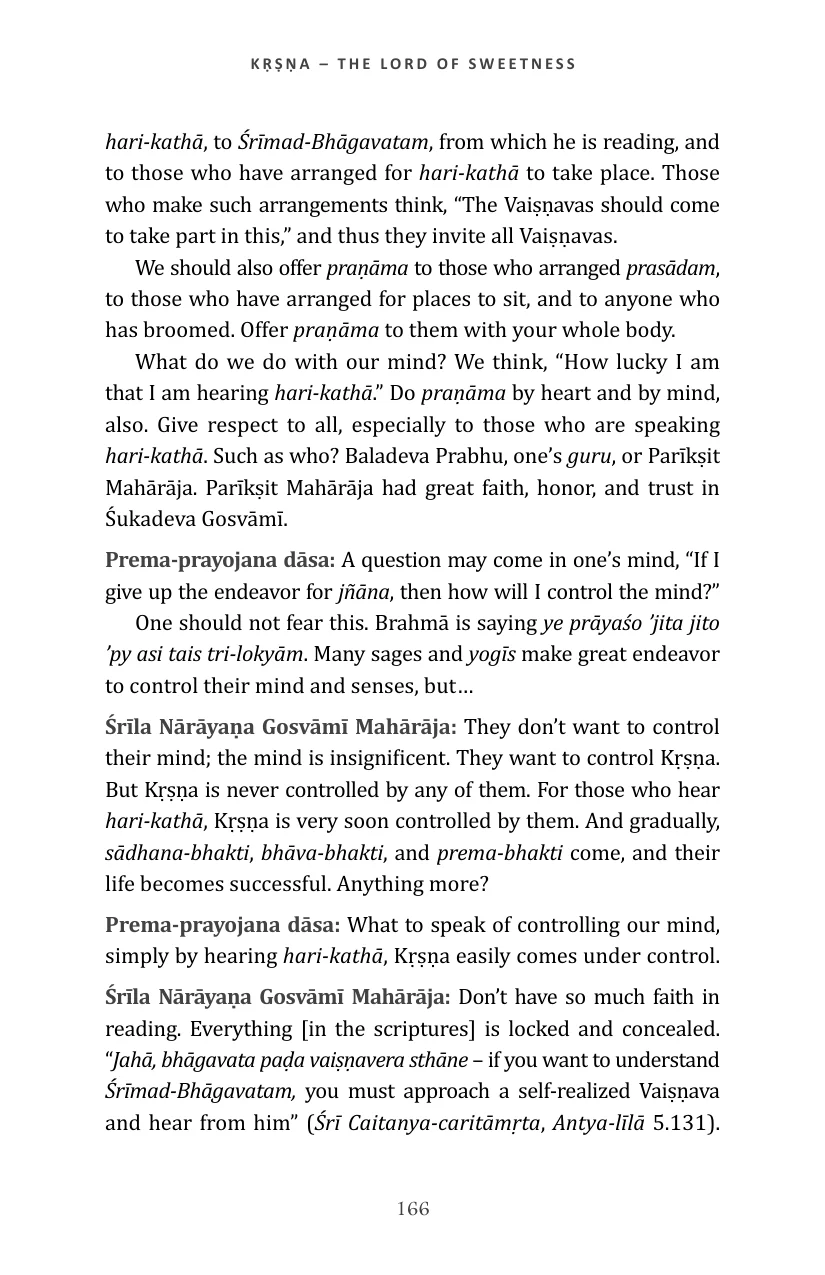 KṚṢṆA – THE LORD OF SWEETNESS
hari-kathā, to Śrīmad-Bhāgavatam, from which he is reading, and
to those who have arranged for hari-kathā to take place. Those
who make such arrangements think, “The Vaiṣṇavas should come
to take part in this,” and thus they invite all Vaiṣṇavas.
We should also offer praṇāma to those who arranged prasādam,
to those who have arranged for places to sit, and to anyone who
has broomed. Offer praṇāma to them with your whole body.
What do we do with our mind? We think, “How lucky I am
that I am hearing hari-kathā.” Do praṇāma by heart and by mind,
also. Give respect to all, especially to those who are speaking
hari-kathā. Such as who? Baladeva Prabhu, one’s guru, or Parīkṣit
Mahārāja. Parīkṣit Mahārāja had great faith, honor, and trust in
Śukadeva Gosvāmī.
Prema-prayojana dāsa: A question may come in one’s mind, “If I
give up the endeavor for jñāna, then how will I control the mind?”
One should not fear this. Brahmā is saying ye prāyaśo ’jita jito
’py asi tais tri-lokyām. Many sages and yogīs make great endeavor
to control their mind and senses, but…
Śrīla Nārāyaṇa Gosvāmī Mahārāja: They don’t want to control
their mind; the mind is insignificent. They want to control Kṛṣṇa.
But Kṛṣṇa is never controlled by any of them. For those who hear
hari-kathā, Kṛṣṇa is very soon controlled by them. And gradually,
sādhana-bhakti, bhāva-bhakti, and prema-bhakti come, and their
life becomes successful. Anything more?
Prema-prayojana dāsa: What to speak of controlling our mind,
simply by hearing hari-kathā, Kṛṣṇa easily comes under control.
Śrīla Nārāyaṇa Gosvāmī Mahārāja: Don’t have so much faith in
reading. Everything [in the scriptures] is locked and concealed.
“Jahā, bhāgavata paḍa vaiṣṇavera sthāne – if you want to understand
Śrīmad-Bhāgavatam, you must approach a self-realized Vaiṣṇava
and hear from him” (Śrī Caitanya-caritāmṛta, Antya-līlā 5.131).
166